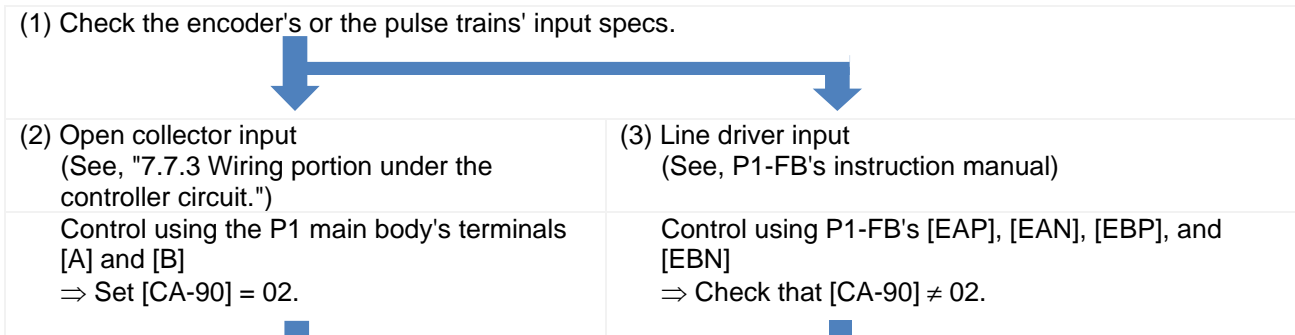 (1) Check the encoder's or the pulse trains' input specs.
(2) Open collector input
(See, "7.7.3 Wiring portion under the
controller circuit.")
(3) Line driver input
(See, P1-FB's instruction manual)
Control using the P1 main body's terminals
[A] and [B]
⇒ Set [CA-90] = 02.
Control using P1-FB's [EAP], [EAN], [EBP], and
[EBN]
⇒ Check that [CA-90] ≠ 02.